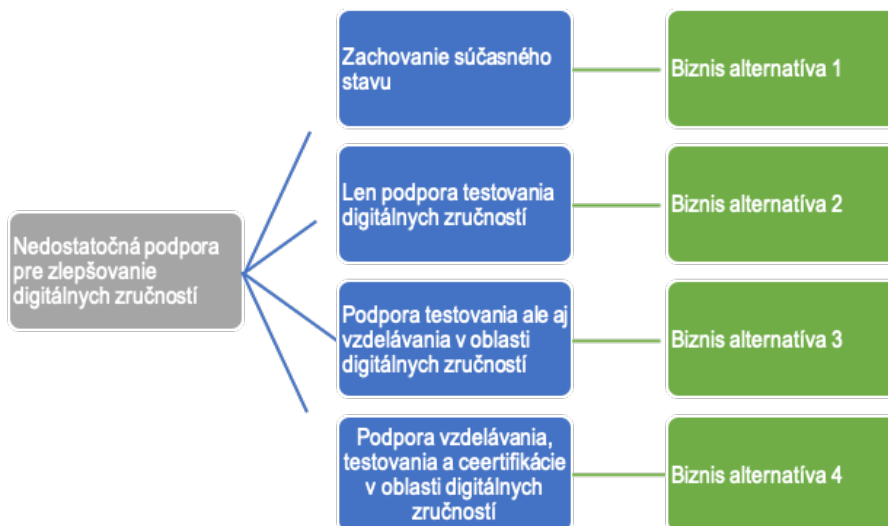 Zachovanie súčasného
stavu
Biznis alternatíva 1
Len podpora testovania
digitálnych zručností
Biznis alternatíva 2
Nedostatočná podpora
pre zlepšovanie
digitálnych zručností
Podpora testovania ale aj
vzdelávania v oblasti
digitálnych zručností
Biznis alternatíva 3
Podpora vzdelávania,
testovania a ceertifikácie
v oblasti digitálnych
zručností
Biznis alternatíva 4